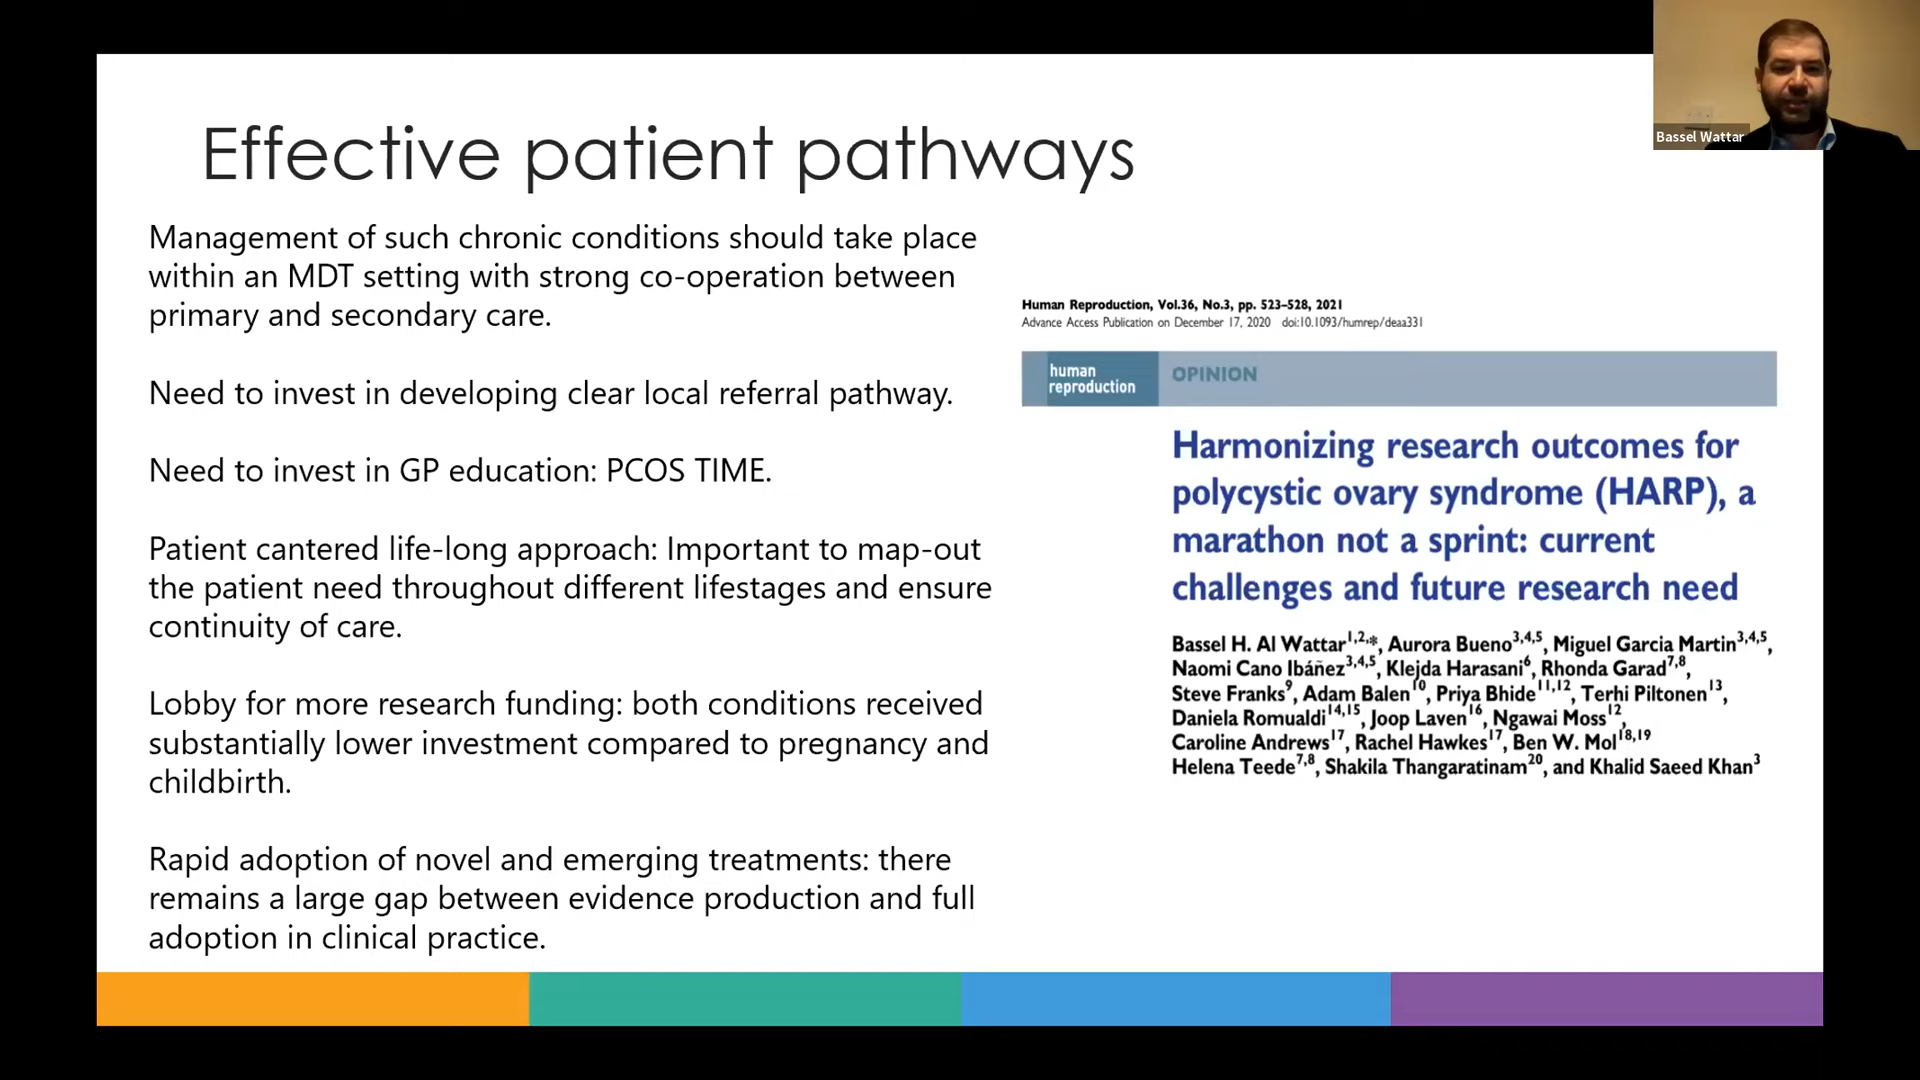 Effective patient pathways
Management of such chronic conditions should take place
within an MDT setting with strong co-operation between
primary and secondary care.
Need to invest in developing clear local referral pathway.
Need to invest in GP education: PCOS TIME.
Patient cantered life-long approach: Important to map-out
the patient need throughout different lifestages and ensure
continuity of care.
Lobby for more research funding: both conditions received
substantially lower investment compared to pregnancy and
childbirth.
Rapid adoption of novel and emerging treatments: there
remains a large gap between evidence production and full
adoption in clinical practice.
Human Reproduction, Vol.36, No.3, pp. 523–528, 2021
Advance Access Publication on December 17, 2020 doi:10.1093/humrep/deaa331
human
reproduction
OPINION
Harmonizing research outcomes for
polycystic ovary syndrome (HARP), a
marathon not a sprint: current
challenges and future research need
Bassel H. Al Wattar1,2,*, Aurora Bueno3,4,5, Miguel Garcia Martin3,4,5,
Naomi Cano Ibáñez3,4,5, Klejda Harasani6, Rhonda Garad7,8,
Steve Franks9, Adam Balen10, Priya Bhide11,12, Terhi Piltonen13,
Daniela Romualdi14,15, Joop Laven16, Ngawai Moss12,
Caroline Andrews17, Rachel Hawkes17, Ben W. Mol18,19
Helena Teede7,8, Shakila Thangaratinam20, and Khalid Saeed Khan3
Bassel Wattar